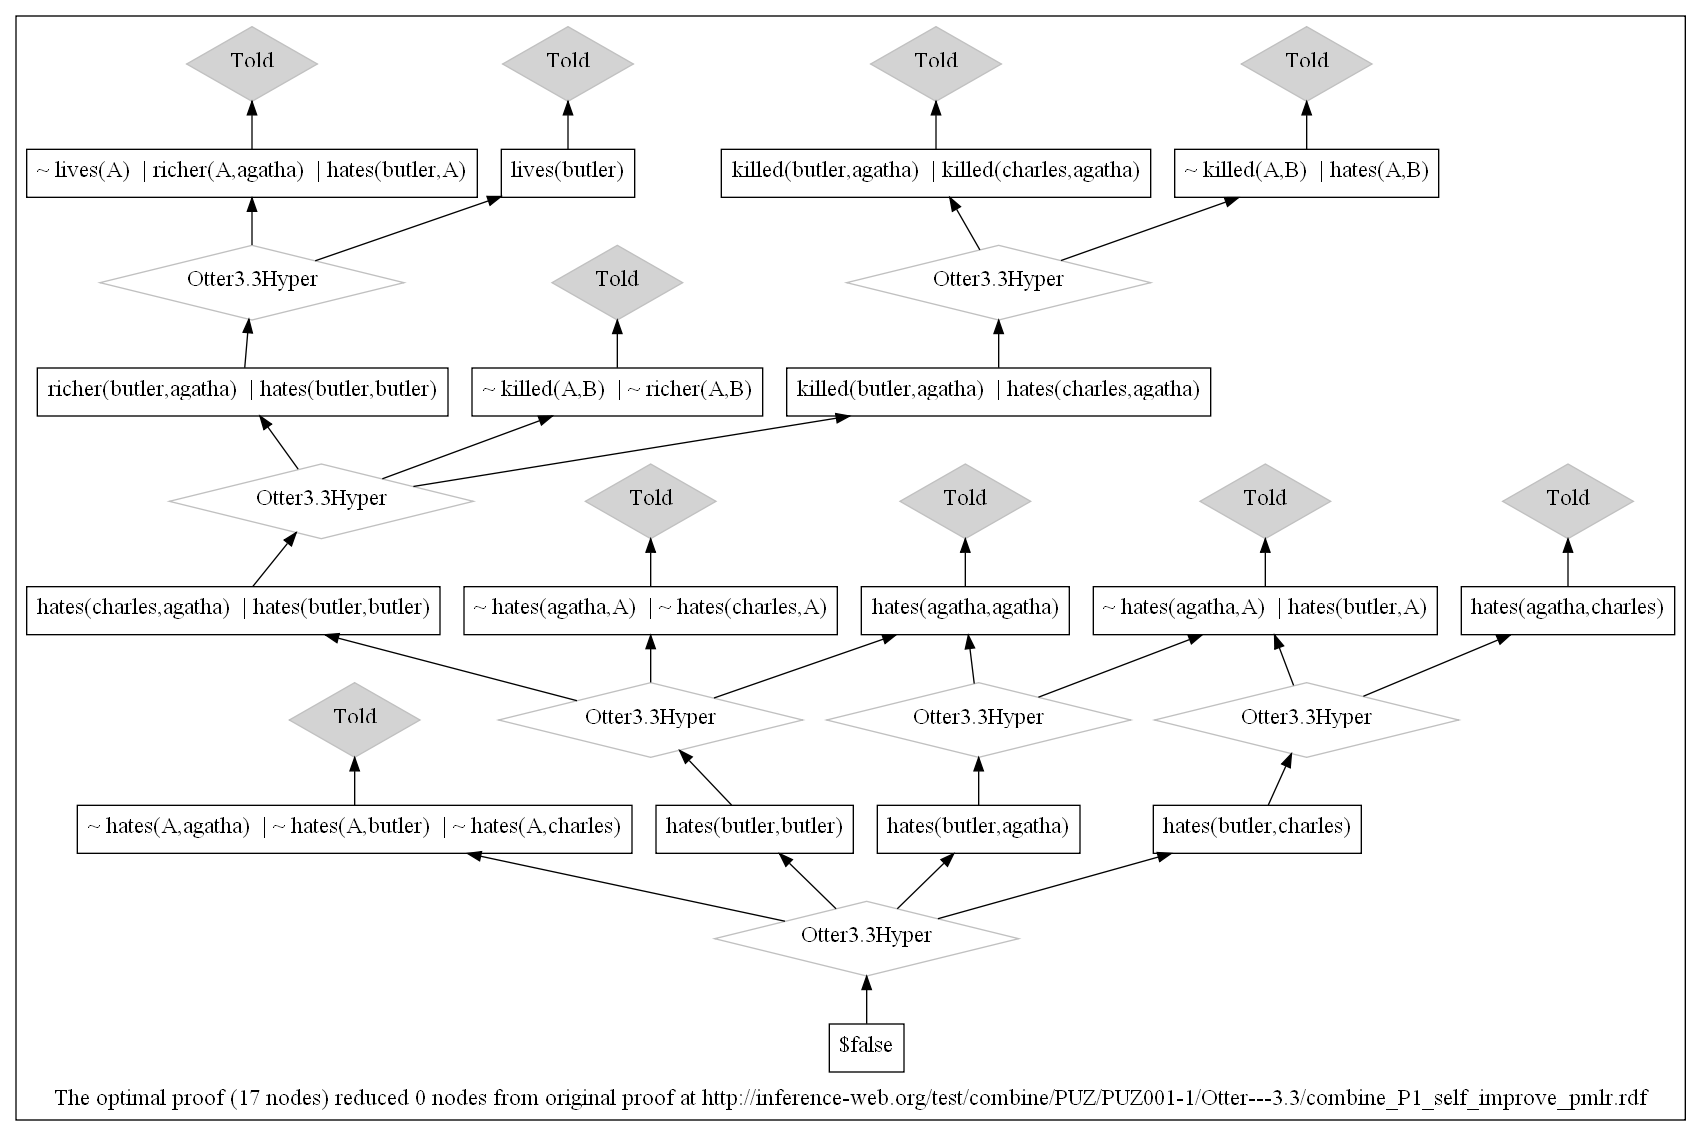 Told
Told
Told
Told
~ lives(A) | richer(A,agatha) | hates(butler,A)
lives(butler)
killed(butler,agatha) | killed(charles,agatha)
~ killed(A,B) | hates(A,B)
Otter3.3Hyper
Told
Otter3.3Hyper
richer(butler,agatha) | hates(butler,butler)
~ killed(A,B) | ~ richer(A,B)
killed(butler,agatha) | hates(charles,agatha)
Otter3.3Hyper
Told
Told
Told
Told
hates(charles,agatha) | hates(butler,butler)
~ hates(agatha,A) | ~ hates(charles,A)
hates(agatha,agatha)
~ hates(agatha,A) | hates(butler,A)
hates(agatha,charles)
Told
Otter3.3Hyper
Otter3.3Hyper
Otter3.3Hyper
~ hates(A,agatha) | ~ hates(A,butler) | ~ hates(A,charles)
hates(butler,butler)
hates(butler,agatha)
hates(butler,charles)
Otter3.3Hyper
$false
The optimal proof (17 nodes) reduced 0 nodes from original proof at http://inference-web.org/test/combine/PUZ/PUZ001-1/Otter---3.3/combine_P1_self_improve_pmlr.rdf